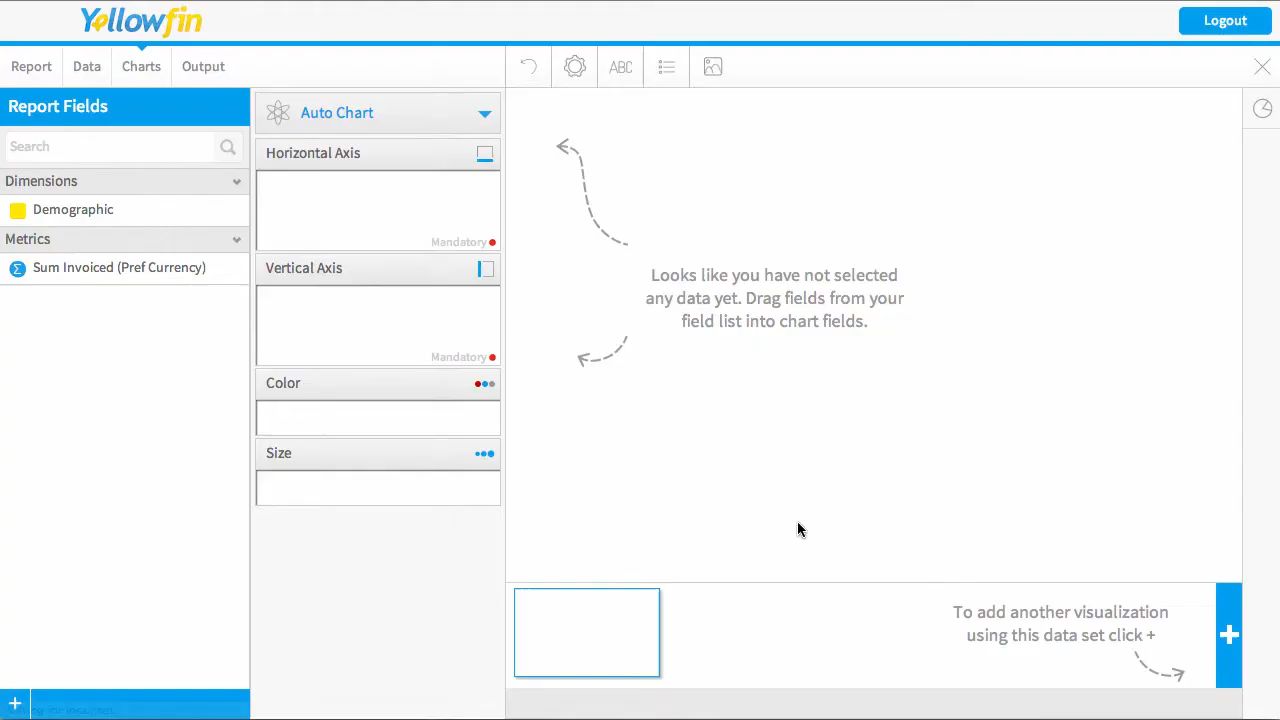 Yellowfin
Logout
Report
Data
Charts
Output
ABC
Report Fields
Search
Dimensions
Demographic
Metrics
Sum Invoiced (Pref Currency)
Auto Chart
Horizontal Axis
Mandatory
Vertical Axis
Mandatory
Color
Size
Looks like you have not selected
any data yet. Drag fields from your
field list into chart fields.
To add another visualization
using this data set click +